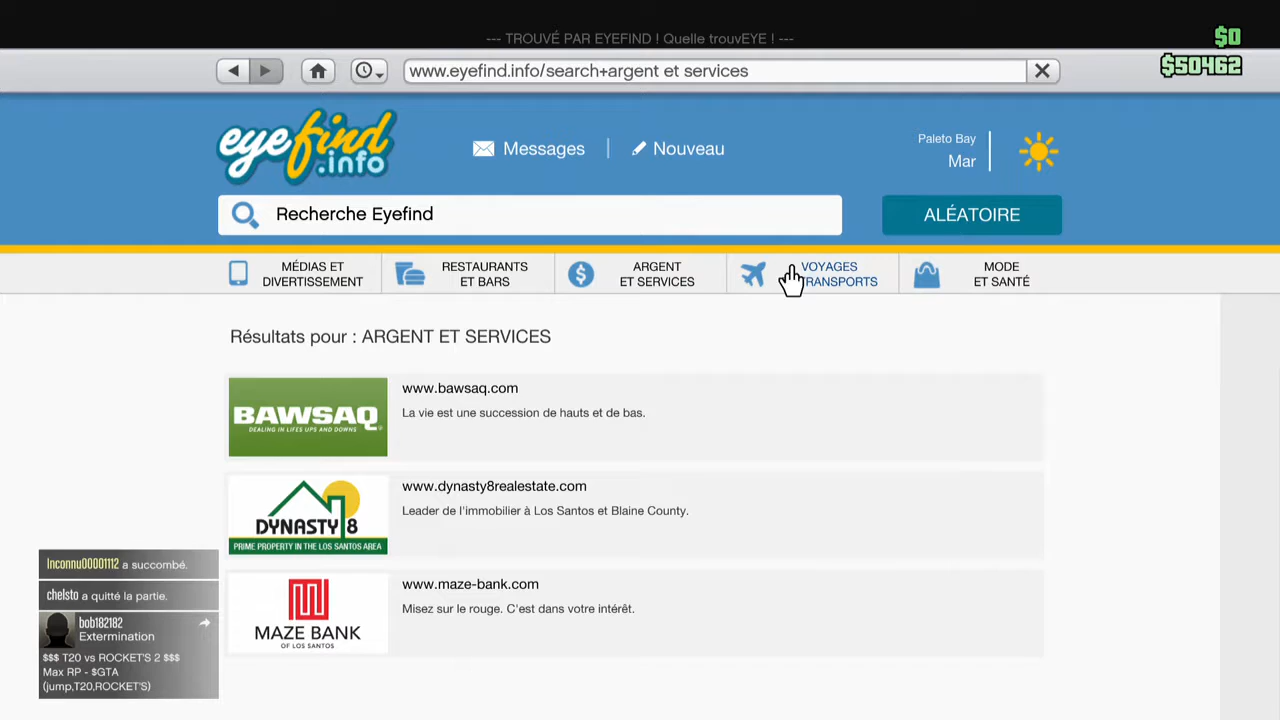 --- TROUVÉ PAR EYEFIND ! Quelle trouvEYE ! ---
$0
$50462
www.eyefind.info/search+argent et services
eyefind
.info
Messages
Nouveau
Paleto Bay
Mar
Recherche Eyefind
ALÉATOIRE
MÉDIAS ET
DIVERTISSEMENT
RESTAURANTS
ET BARS
ARGENT
ET SERVICES
VOYAGES
TRANSPORTS
MODE
ET SANTÉ
Résultats pour : ARGENT ET SERVICES
BAWSAQ
DEALING IN LIFES UPS AND DOWNS
www.bawsaq.com
La vie est une succession de hauts et de bas.
DYNASTY 8
PRIME PROPERTY IN THE LOS SANTOS AREA
www.dynasty8realestate.com
Leader de l'immobilier à Los Santos et Blaine County.
MAZE BANK
OF LOS SANTOS
www.maze-bank.com
Misez sur le rouge. C'est dans votre intérêt.
Inconnu00001112 a succombé.
chelsto a quitté la partie.
bob182182
Extermination
$$$ T20 vs ROCKET'S 2 $$$
Max RP - $GTA
(jump,T20,ROCKET'S)